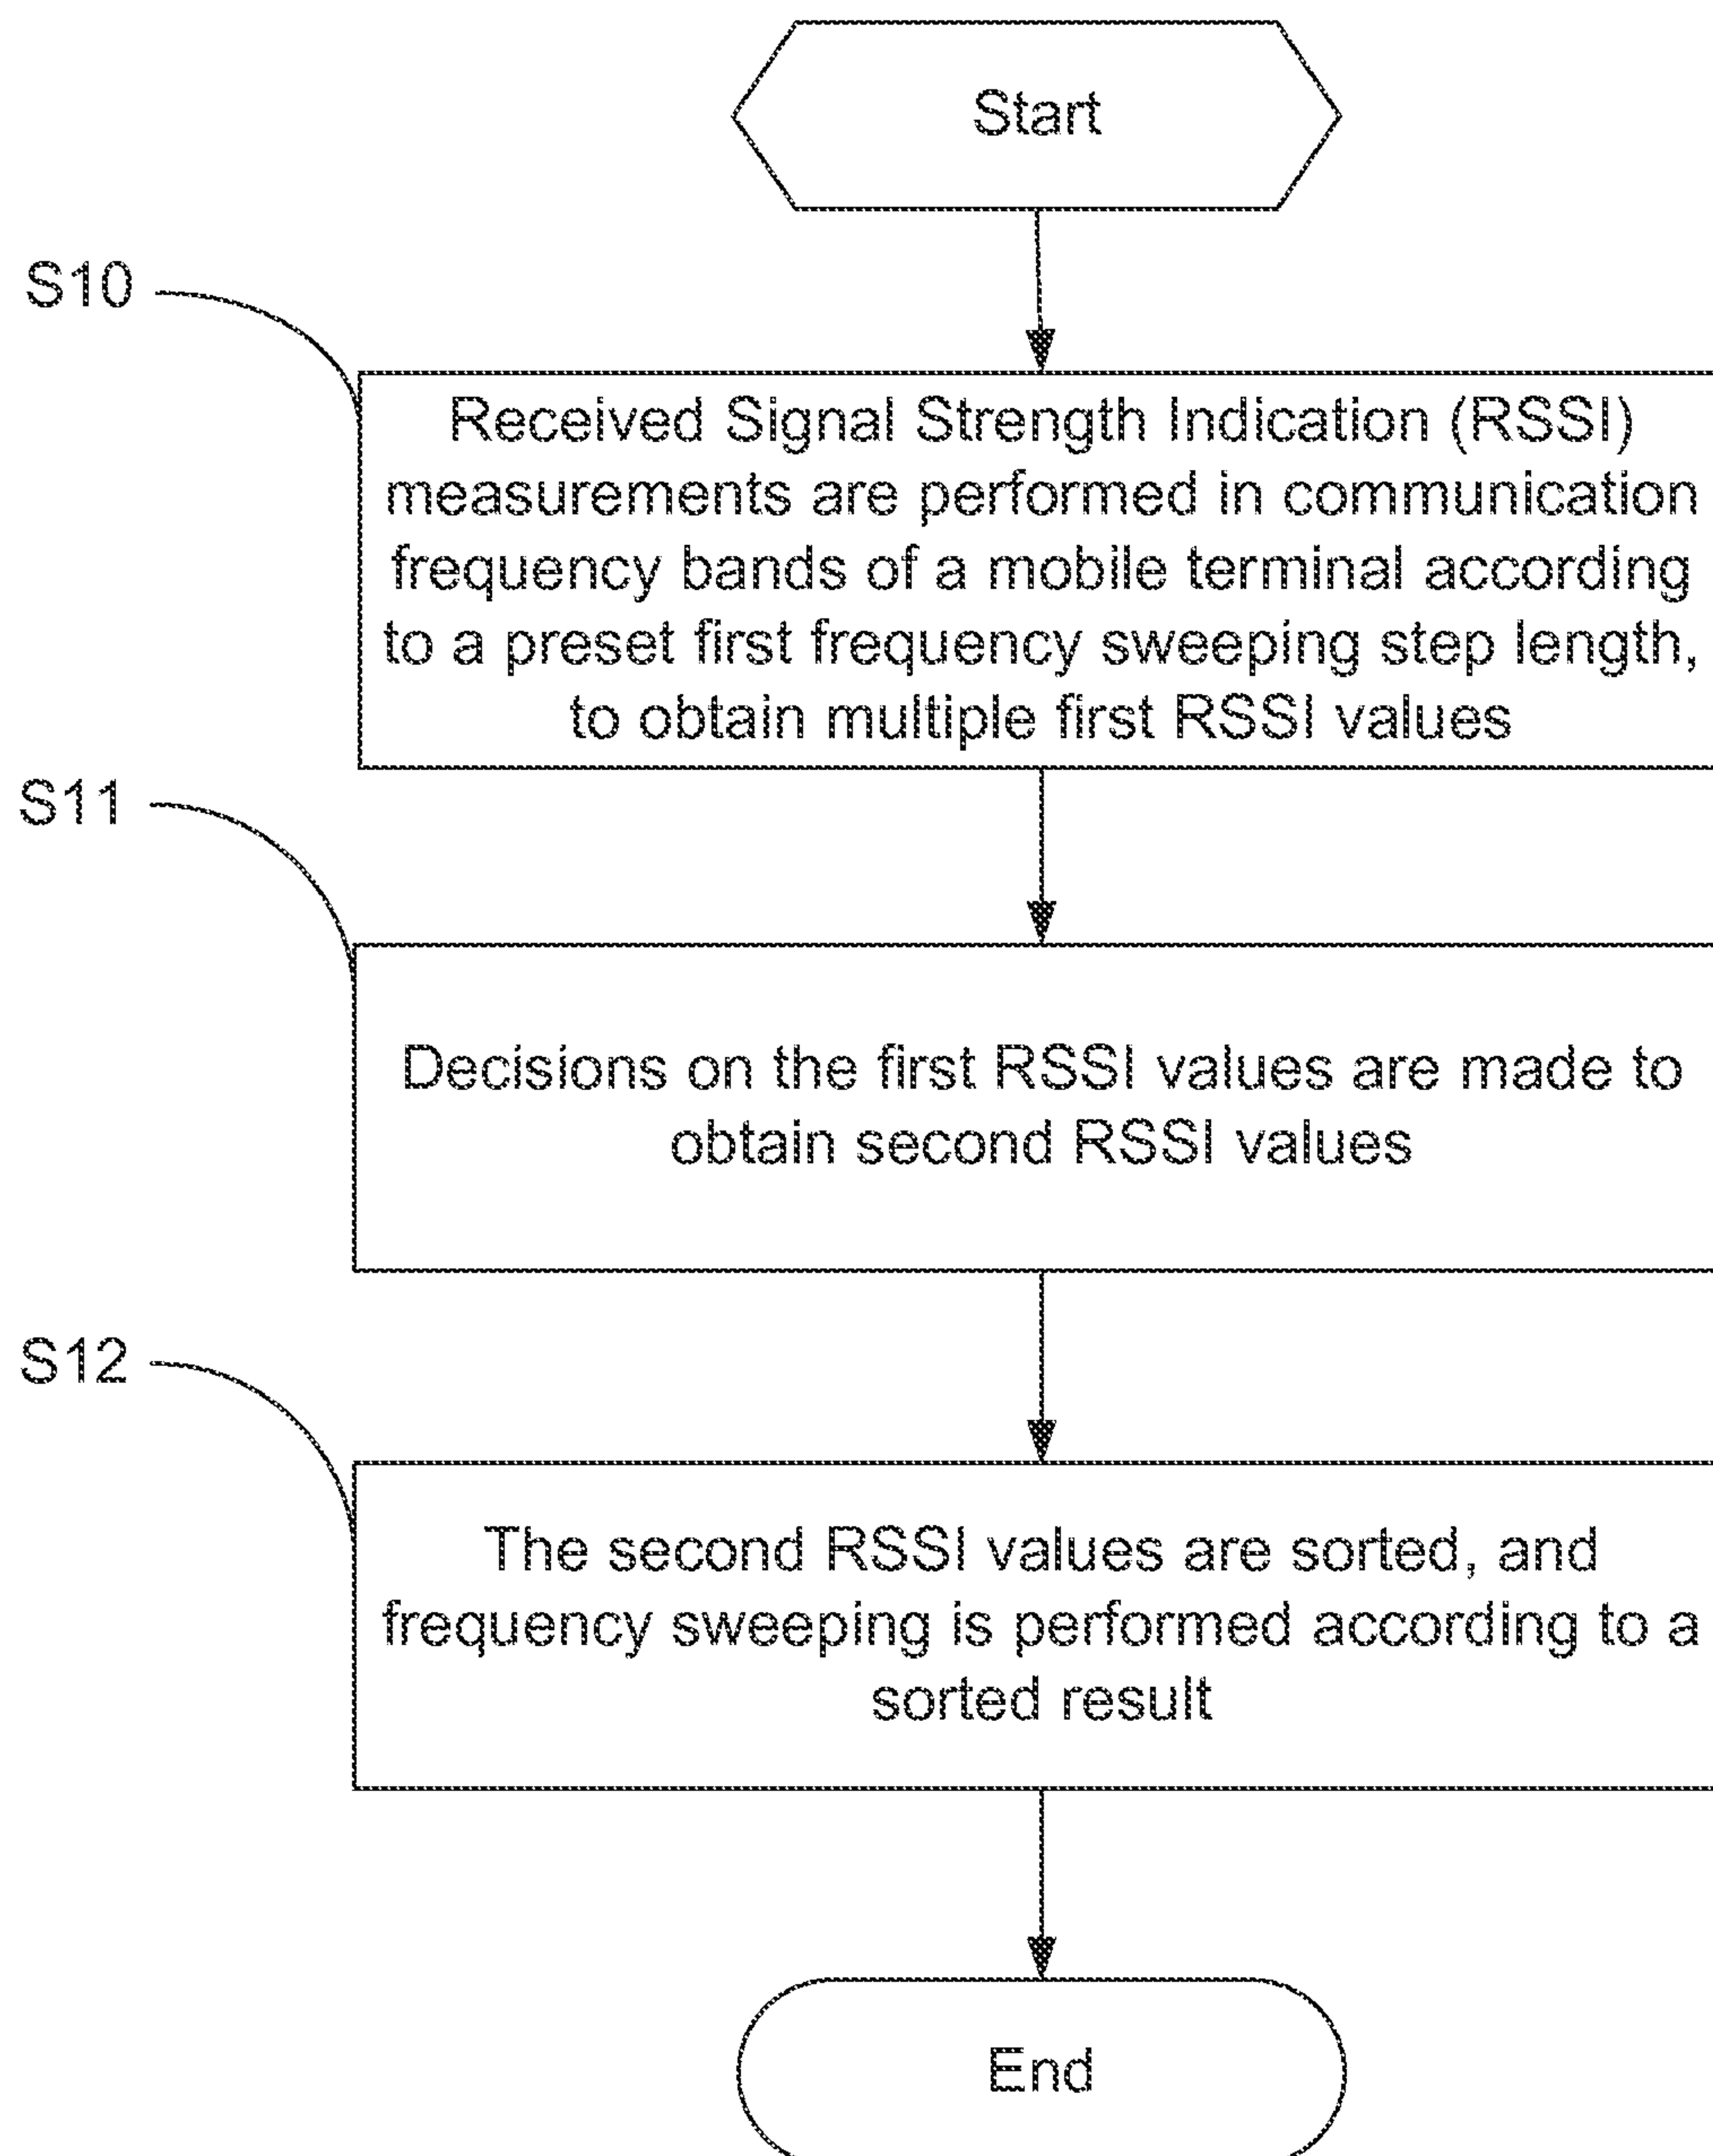 Start
S10
Received Signal Strength Indication (RSSI)
measurements are performed in communication
frequency bands of a mobile terminal according
to a preset first frequency sweeping step length,
to obtain multiple first RSSI values
S11
Decisions on the first RSSI values are made to
obtain second RSSI values
S12
The second RSSI values are sorted, and
frequency sweeping is performed according to a
sorted result
End